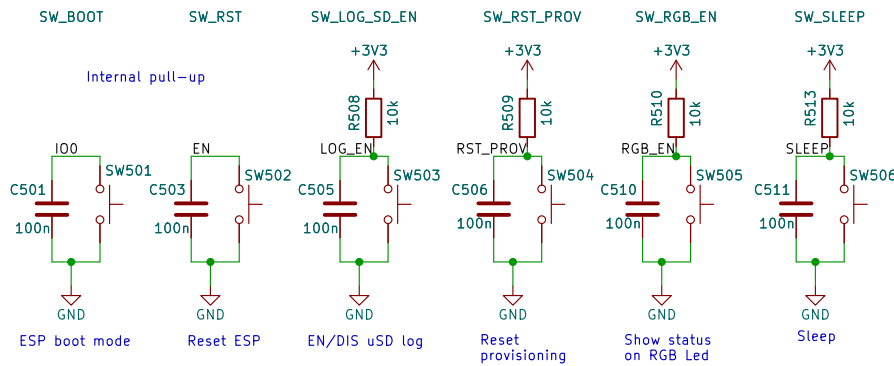 SW_BOOT
SW_RST
SW_LOG_SD_EN
SW_RST_PROV
SW_RGB_EN
SW_SLEEP
+3V3
+3V3
+3V3
+3V3
Internal pull-up
R508
10k
R509
10k
R510
10k
R513
10k
IO0
EN
LOG_EN
RST_PROV
RGB_EN
SLEEP
C501
SW501
C503
SW502
C505
SW503
C506
SW504
C510
SW505
C511
SW506
100n
100n
100n
100n
100n
100n
GND
GND
GND
GND
GND
GND
ESP boot mode
Reset ESP
EN/DIS uSD log
Reset
provisioning
Show status
on RGB Led
Sleep